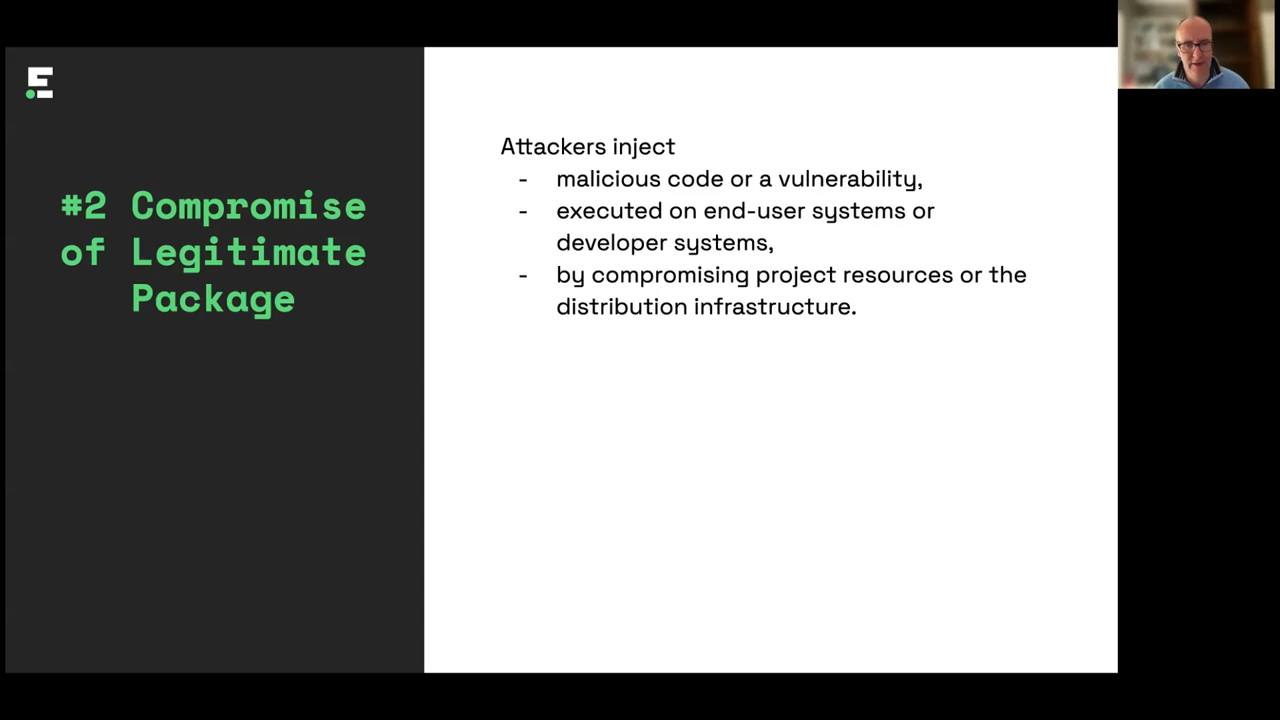 #2 Compromise
of Legitimate
Package
Attackers inject
- malicious code or a vulnerability,
- executed on end-user systems or
developer systems,
- by compromising project resources or the
distribution infrastructure.